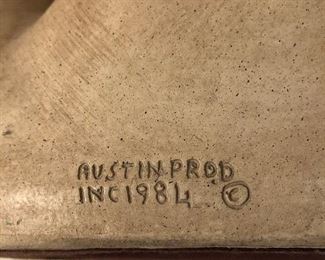 AUSTIN PROD
INC 1984 ©